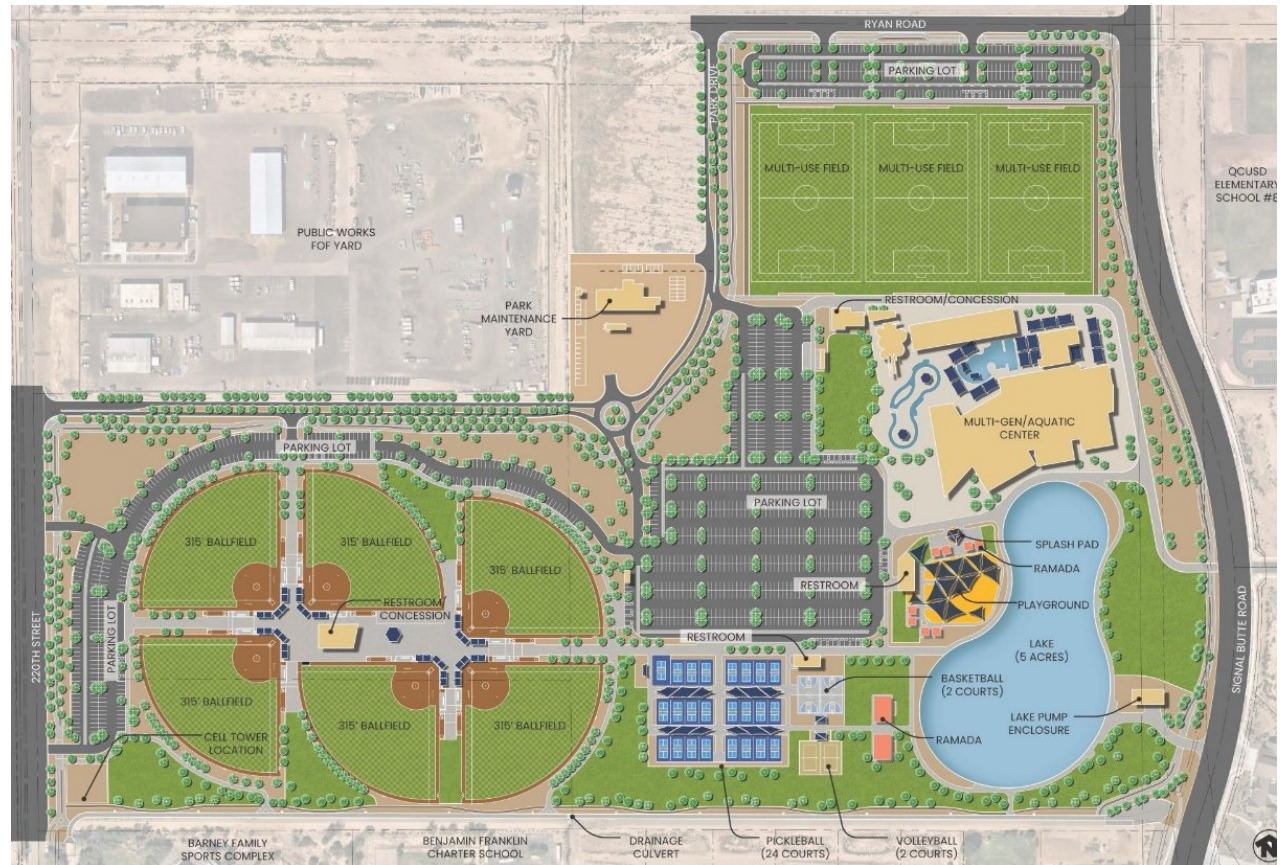 RYAN ROAD
PARKING LOT
PARK DRIVE
MULTI-USE FIELD
MULTI-USE FIELD
MULTI-USE FIELD
QCUSD
ELEMENTARY
SCHOOL #8
PUBLIC WORKS
FOF YARD
PARK
MAINTENANCE
YARD
RESTROOM/CONCESSION
MULTI-GEN/AQUATIC
CENTER
PARKING LOT
PARKING LOT
315' BALLFIELD
315' BALLFIELD
315' BALLFIELD
SPLASH PAD
RAMADA
RESTROOM
PLAYGROUND
RESTROOM/
CONCESSION
RESTROOM
LAKE
(5 ACRES)
SIGNAL BUTTE ROAD
220TH STREET
PARKING LOT
BASKETBALL
(2 COURTS)
315' BALLFIELD
315' BALLFIELD
315' BALLFIELD
LAKE PUMP
ENCLOSURE
CELL TOWER
LOCATION
RAMADA
BARNEY FAMILY
SPORTS COMPLEX
BENJAMIN FRANKLIN
CHARTER SCHOOL
DRAINAGE
CULVERT
PICKLEBALL
(24 COURTS)
VOLLEYBALL
(2 COURTS)
N